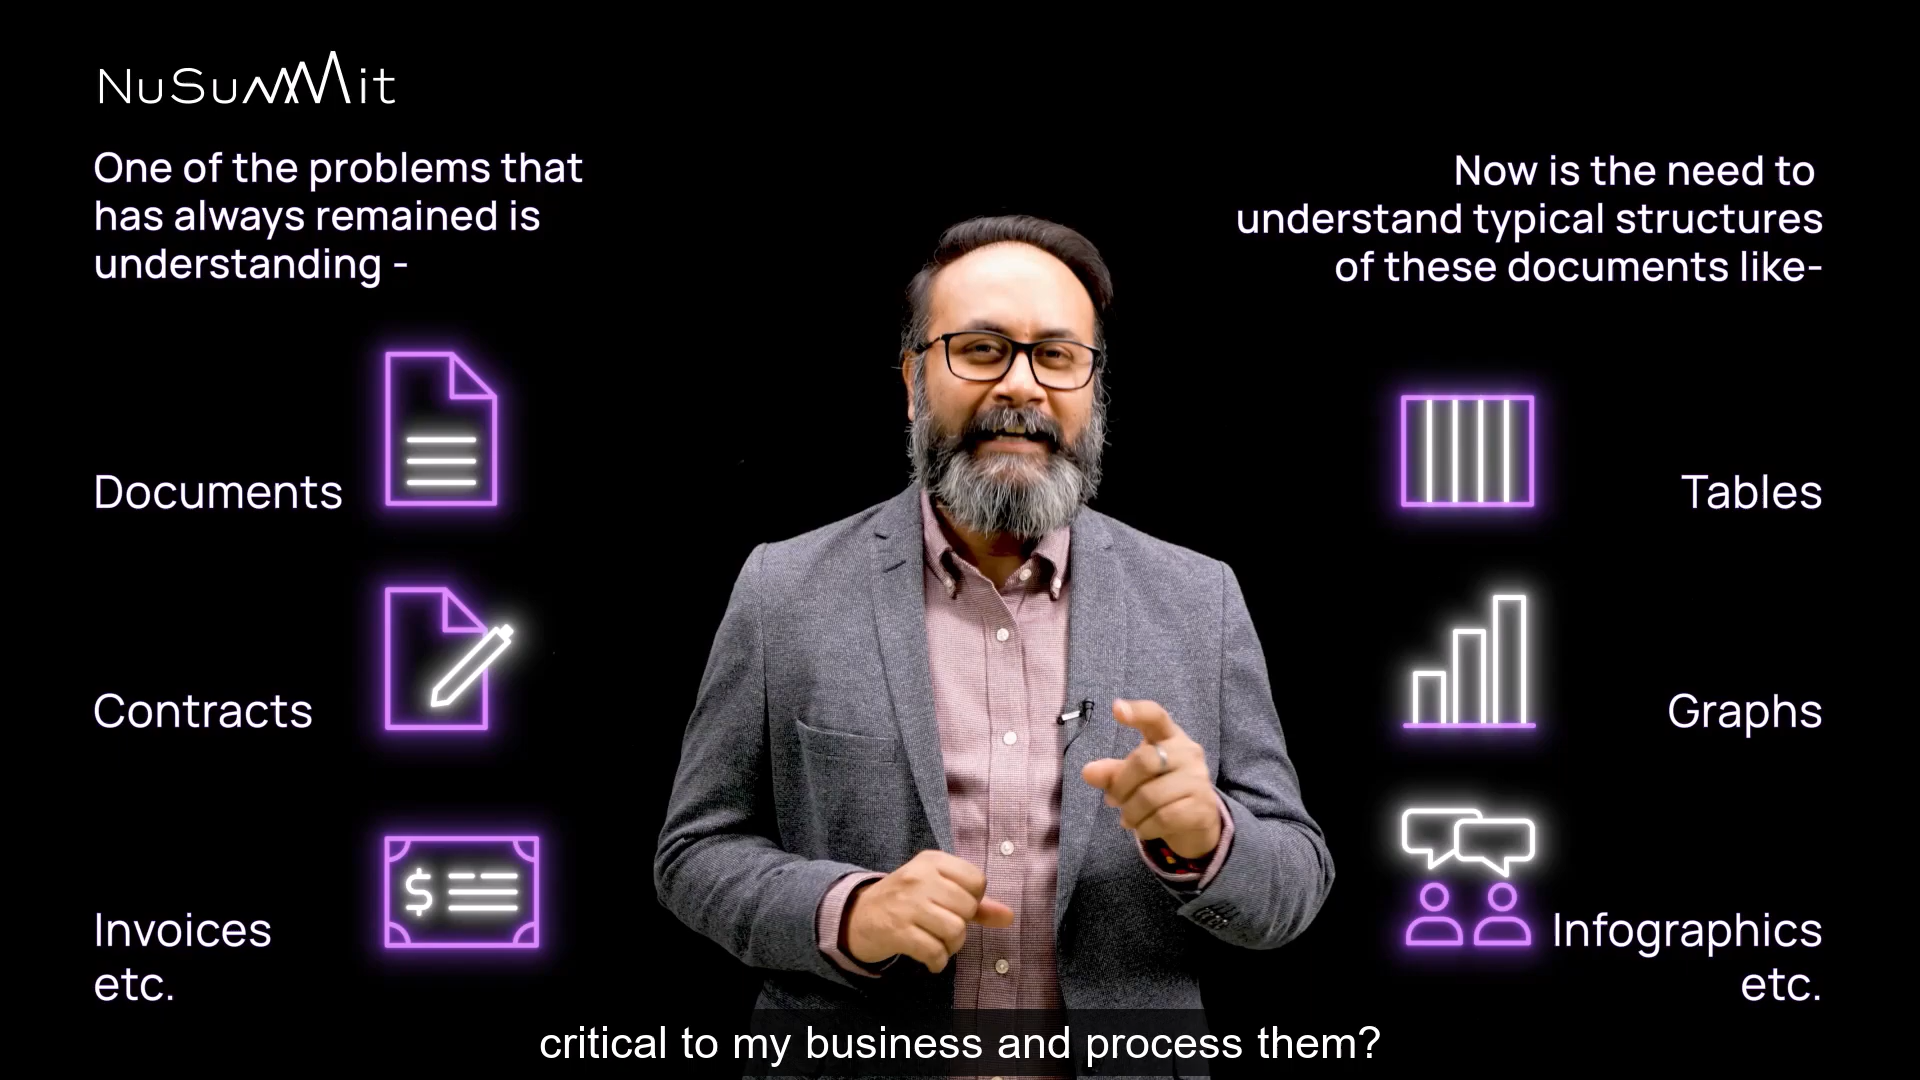 NuSummit
One of the problems that
has always remained is
understanding -
Documents
Contracts
$
Invoices
etc.
Now is the need to
understand typical structures
of these documents like-
Tables
Graphs
Infographics
etc.
critical to my business and process them?